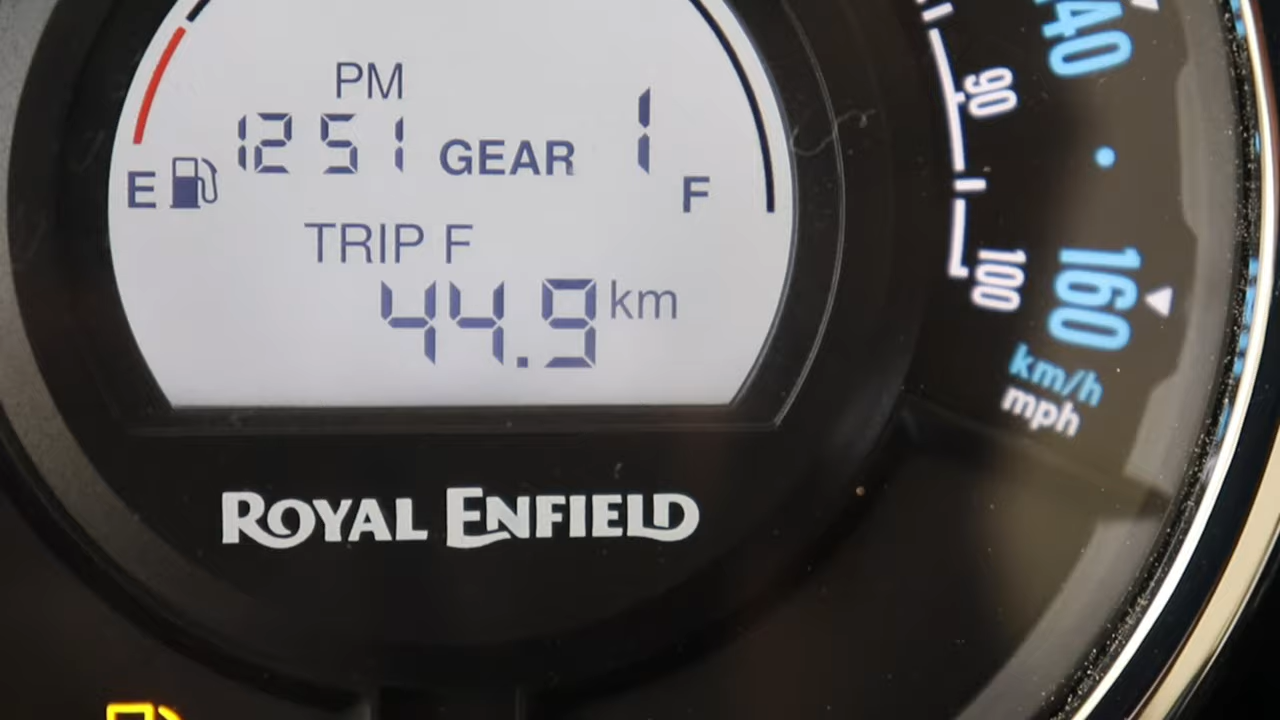 PM
1251 GEAR 1
E F
TRIP F
44.9 km
ROYAL ENFIELD
140
90
160
100
km/h
mph